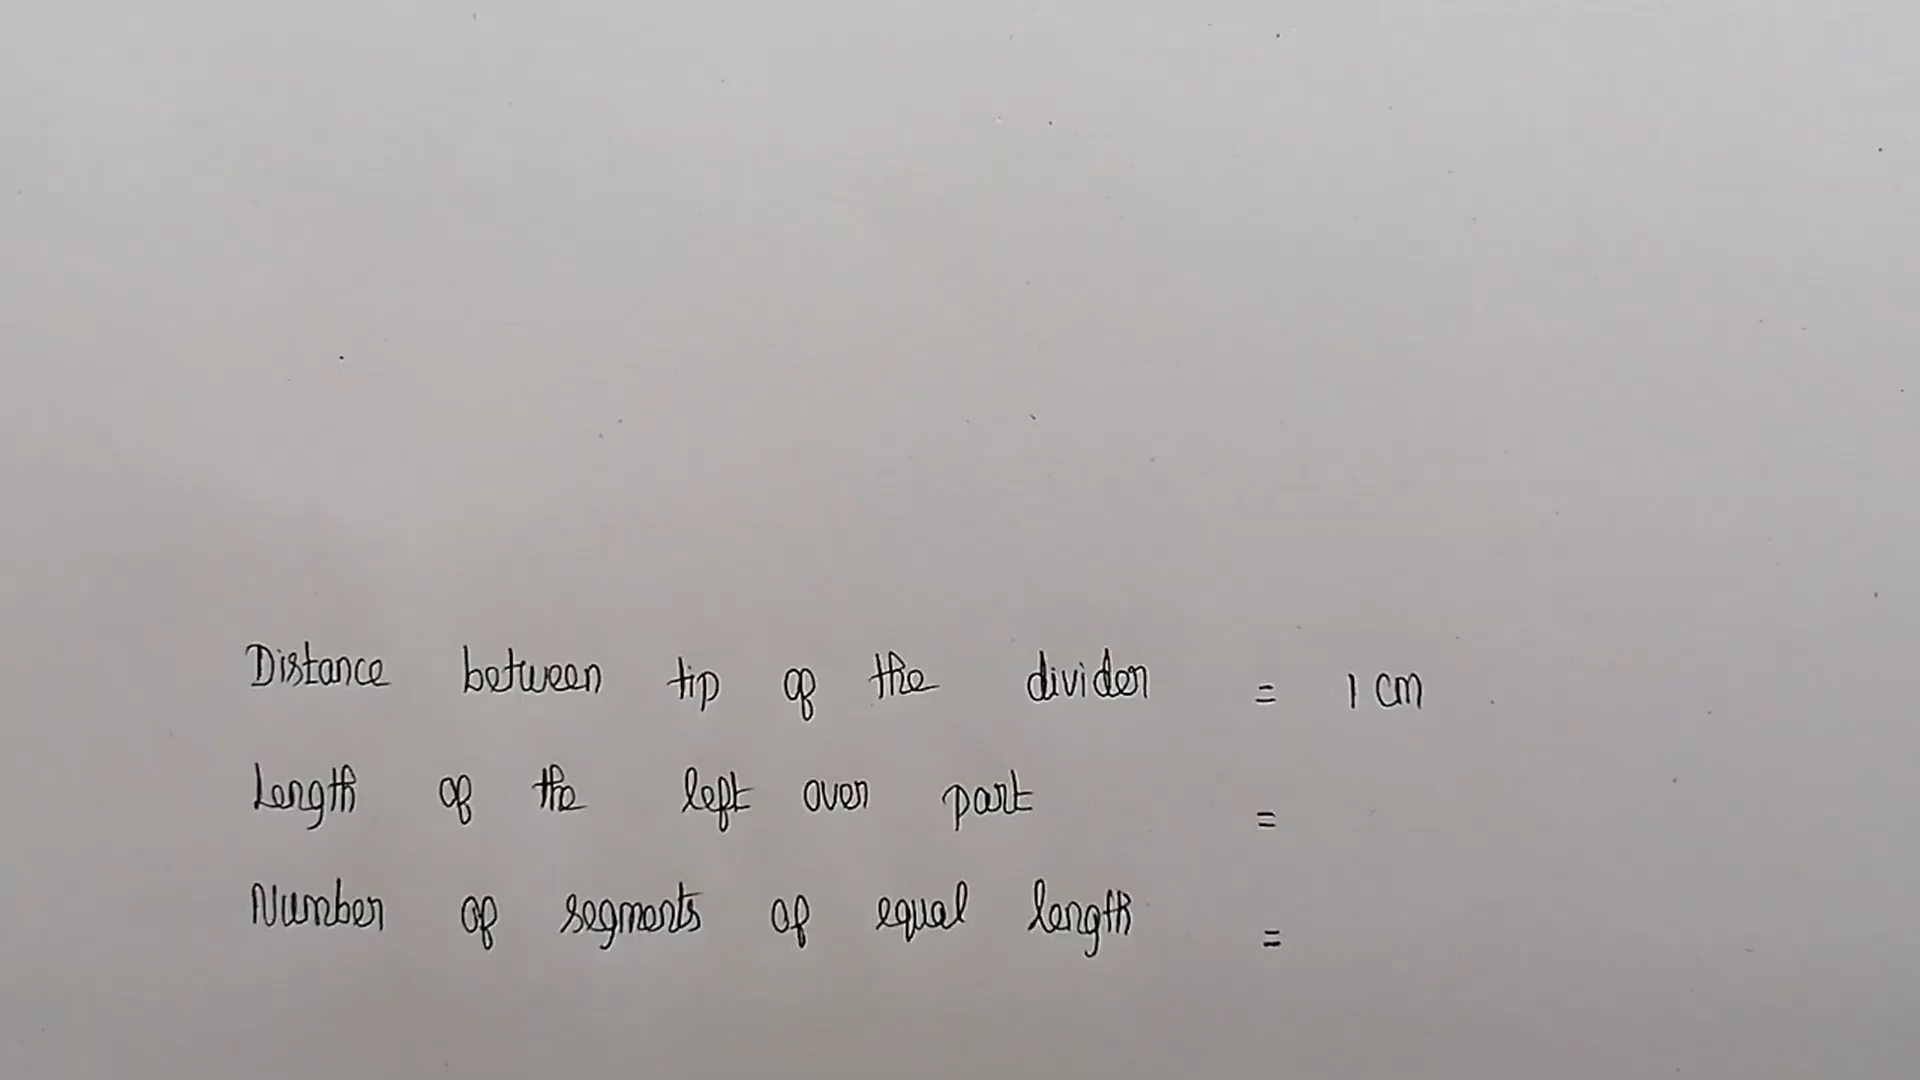 Distance between tip of the divider = 1 cm
Length of the left over part =
Number of segments of equal length =